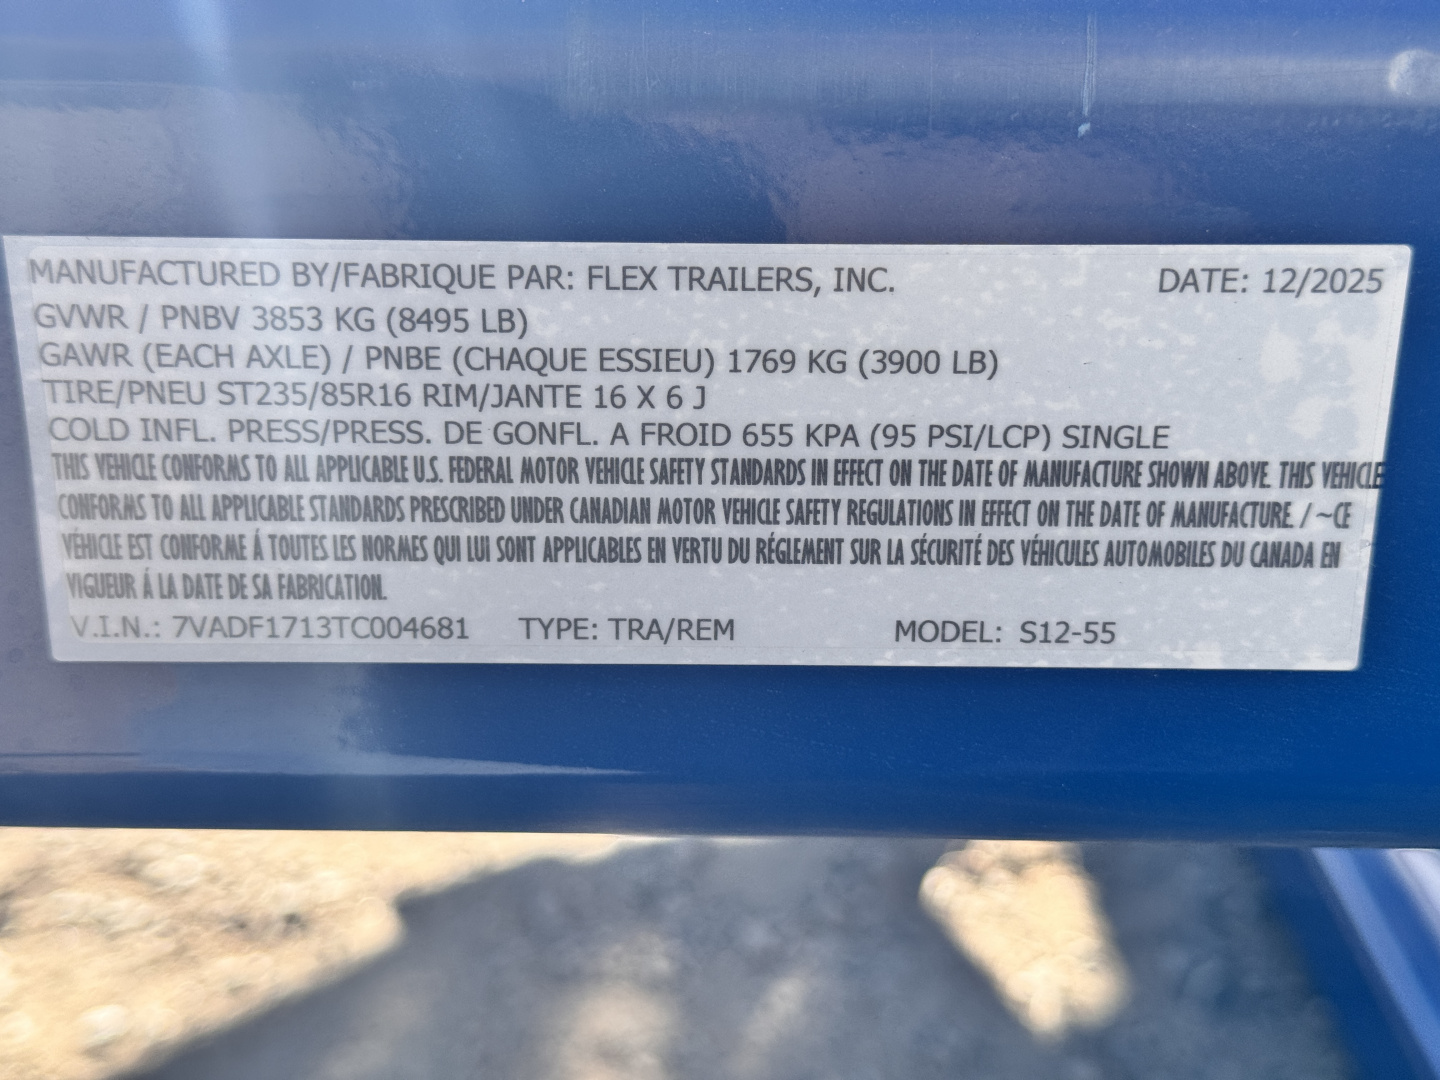 MANUFACTURED BY/FABRIQUE PAR: FLEX TRAILERS, INC. DATE: 12/2025
GVWR / PNBV 3853 KG (8495 LB)
GAWR (EACH AXLE) / PNBE (CHAQUE ESSIEU) 1769 KG (3900 LB)
TIRE/PNEU ST235/85R16 RIM/JANTE 16 X 6 J
COLD INFL. PRESS/PRESS. DE GONFL. A FROID 655 KPA (95 PSI/LCP) SINGLE
THIS VEHICLE CONFORMS TO ALL APPLICABLE U.S. FEDERAL MOTOR VEHICLE SAFETY STANDARDS IN EFFECT ON THE DATE OF MANUFACTURE SHOWN ABOVE. THIS VEHICLE
CONFORMS TO ALL APPLICABLE STANDARDS PRESCRIBED UNDER CANADIAN MOTOR VEHICLE SAFETY REGULATIONS IN EFFECT ON THE DATE OF MANUFACTURE. / ~CE
VÉHICLE EST CONFORME Á TOUTES LES NORMES QUI LUI SONT APPLICABLES EN VERTU DU RÉGLEMENT SUR LA SÉCURITÉ DES VÉHICULES AUTOMOBILES DU CANADA EN
VIGUEUR Á LA DATE DE SA FABRICATION.
V.I.N.: 7VADF1713TC004681 TYPE: TRA/REM MODEL: S12-55